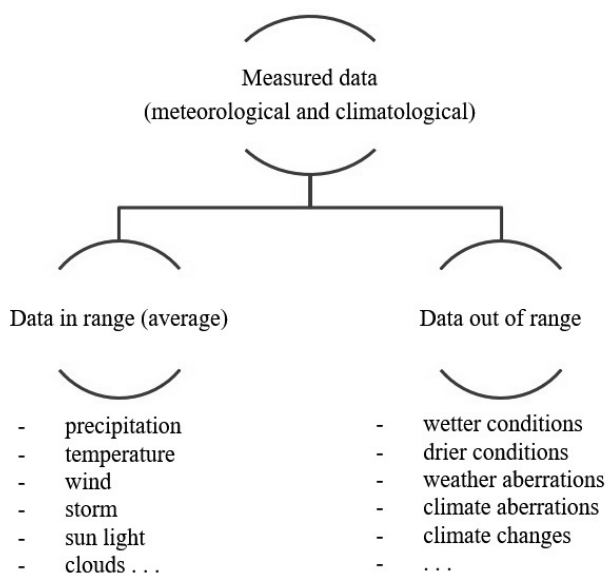 Measured data
(meteorological and climatological)
Data in range (average)
- precipitation
- temperature
- wind
- storm
- sun light
- clouds . . .
Data out of range
- wetter conditions
- drier conditions
- weather aberrations
- climate aberrations
- climate changes
- . . .